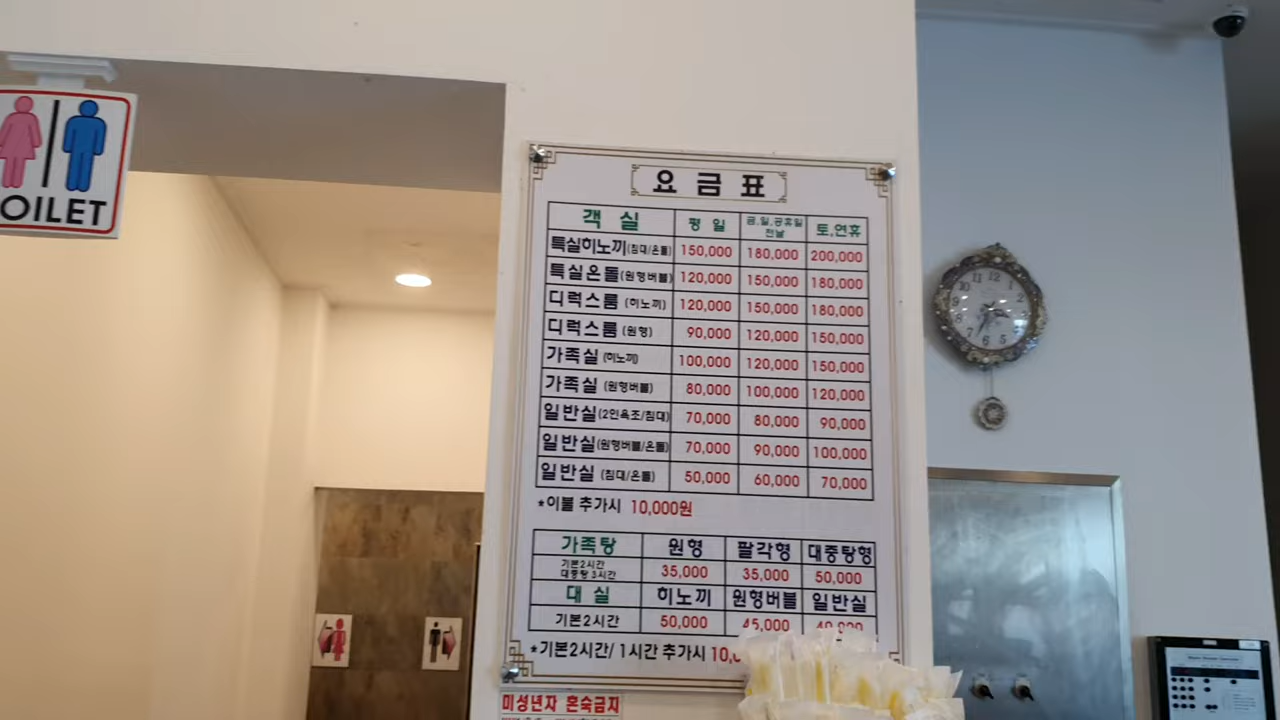 OILET
요금표
객실 평일 금,일,공휴일 전날 토,연휴
특실히노끼(침대/온돌) 150,000 180,000 200,000
특실온돌(원형버블) 120,000 150,000 180,000
디럭스룸 (히노끼) 120,000 150,000 180,000
디럭스룸 (원형) 90,000 120,000 150,000
가족실 (히노끼) 100,000 120,000 150,000
가족실 (원형버블) 80,000 100,000 120,000
일반실(2인욕조/침대) 70,000 80,000 90,000
일반실(원형버블/온돌) 70,000 90,000 100,000
일반실 (침대/온돌) 50,000 60,000 70,000
*이불 추가시 10,000원
가족탕 원형 팔각형 대중탕형
기본2시간 대중탕 3시간 35,000 35,000 50,000
대실 히노끼 원형버블 일반실
기본2시간 50,000 45,000 40,000
*기본2시간/ 1시간 추가시 10,0
미성년자 혼숙금지